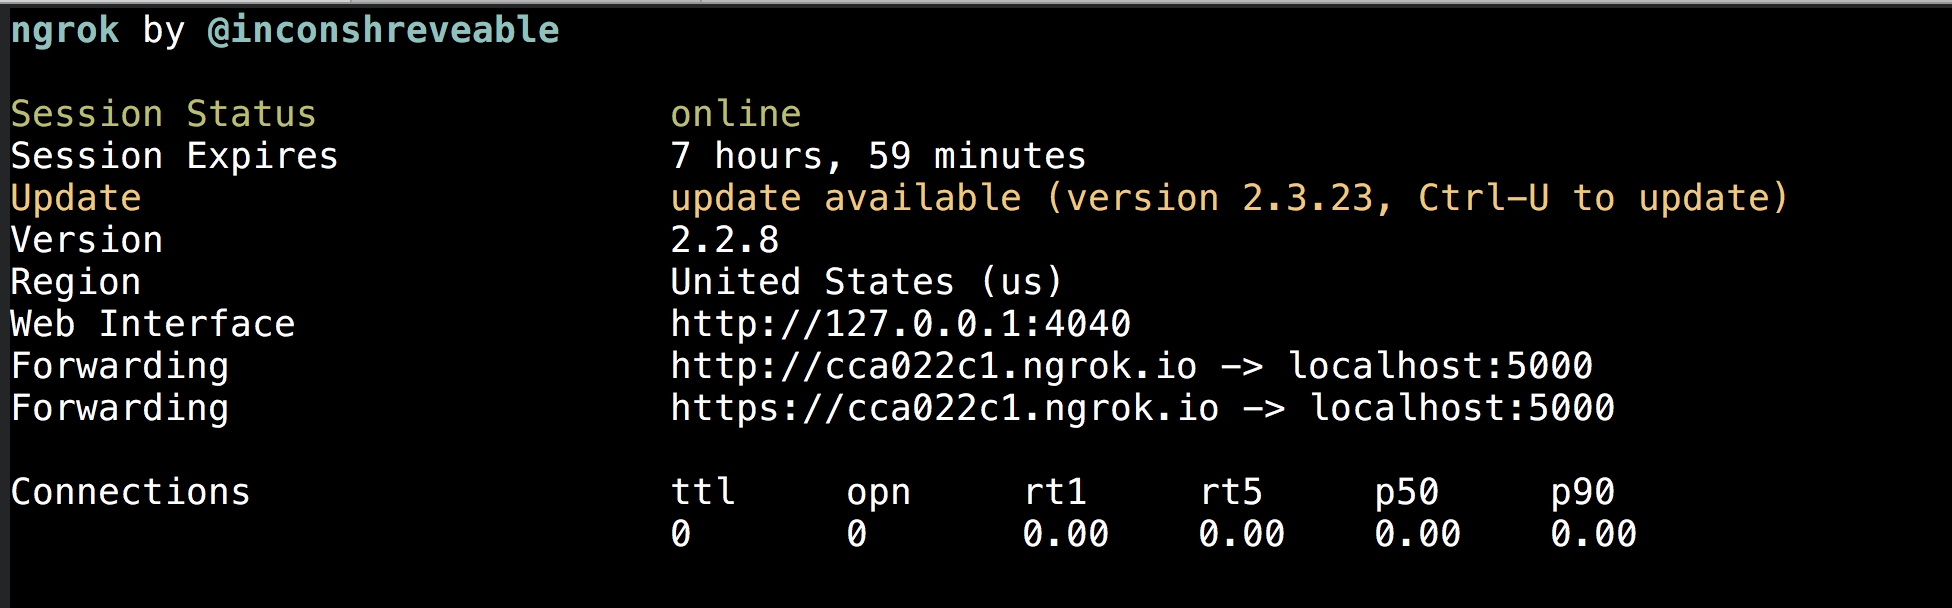 ngrok by @inconshreveable
Session Status online
Session Expires 7 hours, 59 minutes
Update update available (version 2.3.23, Ctrl-U to update)
Version 2.2.8
Region United States (us)
Web Interface http://127.0.0.1:4040
Forwarding http://cca022c1.ngrok.io -> localhost:5000
Forwarding https://cca022c1.ngrok.io -> localhost:5000
Connections ttl opn rt1 rt5 p50 p90
0 0 0.00 0.00 0.00 0.00